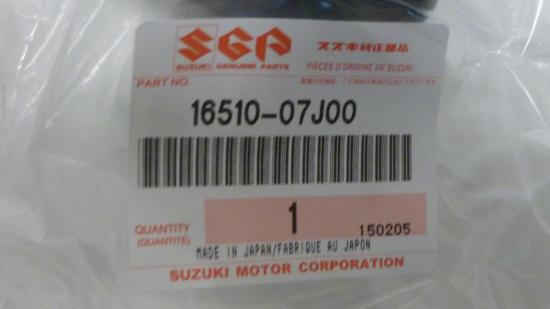 SGP
スズキ純正部品
SUZUKI GENUINE PARTS
PIÈCES D'ORIGINE DE SUZUKI
PART NO.
16510-07J00
QUANTITY
(QUANTITÉ)
1
150205
MADE IN JAPAN/FABRIQUE AU JAPON
SUZUKI MOTOR CORPORATION